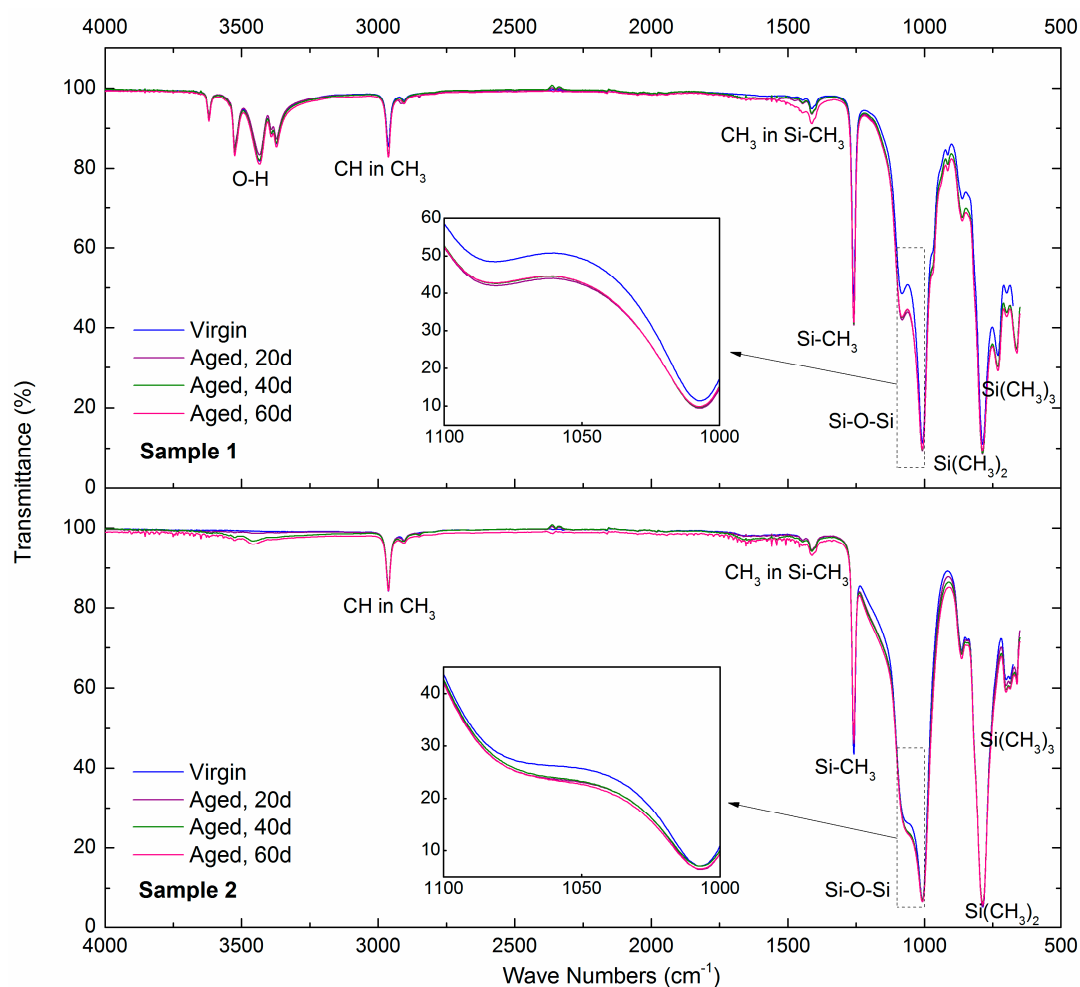 4000 3500 3000 2500 2000 1500 1000 500
100
80
60
40
20
0
O-H
CH in CH3
CH3 in Si-CH3
Si-CH3
Si-O-Si
Si(CH3)3
Si(CH3)2
60
50
40
30
20
10
1100 1050 1000
Virgin
Aged, 20d
Aged, 40d
Aged, 60d
Sample 1
Transmittance (%)
100
80
60
40
20
0
CH in CH3
CH3 in Si-CH3
Si-CH3
Si(CH3)3
Si-O-Si
Si(CH3)2
40
30
20
10
1100 1050 1000
Virgin
Aged, 20d
Aged, 40d
Aged, 60d
Sample 2
4000 3500 3000 2500 2000 1500 1000 500
Wave Numbers (cm-1)